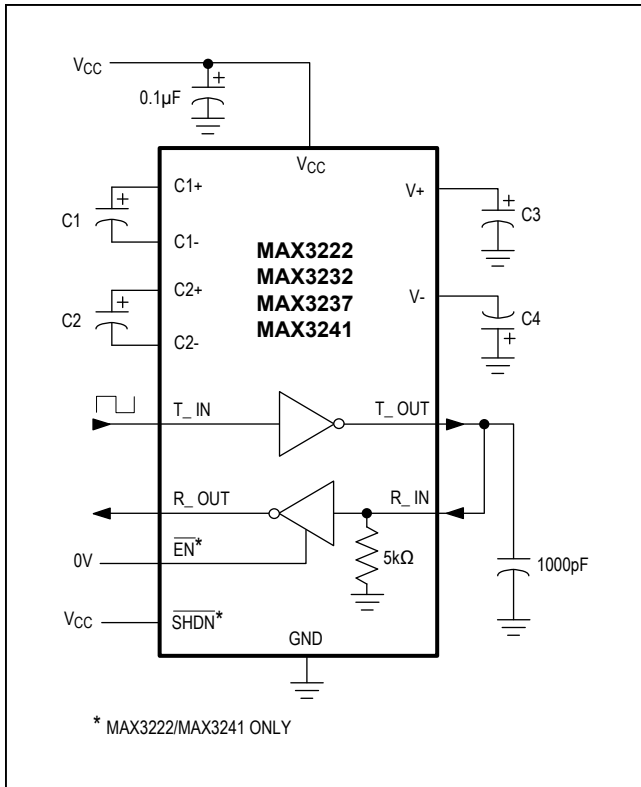 VCC
+
0.1µF
VCC
C1+
+
C1
C1-
C2+
+
C2
C2-
MAX3222
MAX3232
MAX3237
MAX3241
V+
+
C3
V-
C4
+
T_ IN
T_ OUT
R_ OUT
R_ IN
5kΩ
1000pF
0V
EN*
VCC
SHDN*
GND
* MAX3222/MAX3241 ONLY